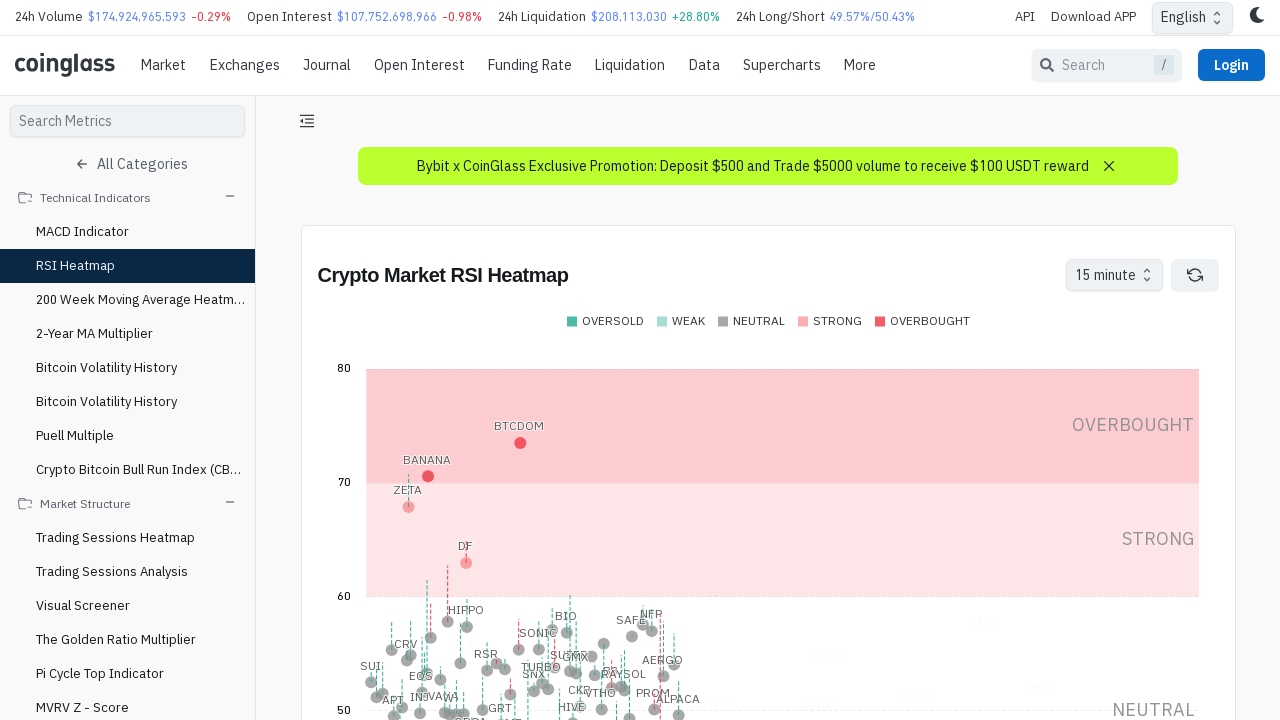 24h Volume $174,924,965,593 -0.29% Open Interest $107,752,698,966 -0.98% 24h Liquidation $208,113,030 +28.80% 24h Long/Short 49.57%/50.43% API Download APP English
coinglass Market Exchanges Journal Open Interest Funding Rate Liquidation Data Supercharts More Search / Login
Search Metrics
All Categories
Technical Indicators
MACD Indicator
RSI Heatmap
200 Week Moving Average Heatm...
2-Year MA Multiplier
Bitcoin Volatility History
Bitcoin Volatility History
Puell Multiple
Crypto Bitcoin Bull Run Index (CB...
Market Structure
Trading Sessions Heatmap
Trading Sessions Analysis
Visual Screener
The Golden Ratio Multiplier
Pi Cycle Top Indicator
MVRV Z - Score
Bybit x CoinGlass Exclusive Promotion: Deposit $500 and Trade $5000 volume to receive $100 USDT reward
Crypto Market RSI Heatmap 15 minute
OVERSOLD WEAK NEUTRAL STRONG OVERBOUGHT
80
OVERBOUGHT
BTCDOM
BANANA
70
ZETA
STRONG
DF
60
HIPPO
BIO
SAFE
NFP
SONIC
CRV
RSR
AERGO
SUI
TURBO
EOS
SNX
RAYSOL
PROM
APT
ALPACA
GRT
HIVE
50
NEUTRAL